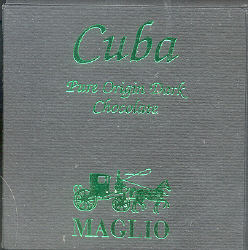 Cuba
Pure Origin Dark
Chocolate
MAGLIO